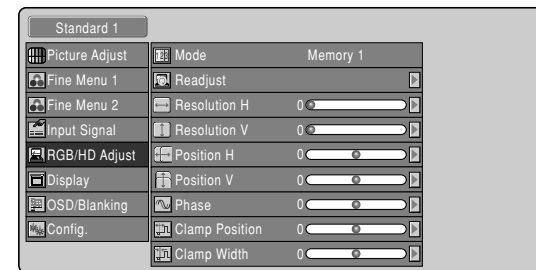 Standard 1
Picture Adjust
Fine Menu 1
Fine Menu 2
Input Signal
RGB/HD Adjust
Display
OSD/Blanking
Config.
Mode Memory 1
Readjust
Resolution H 0
Resolution V 0
Position H 0
Position V 0
Phase 0
Clamp Position 0
Clamp Width 0